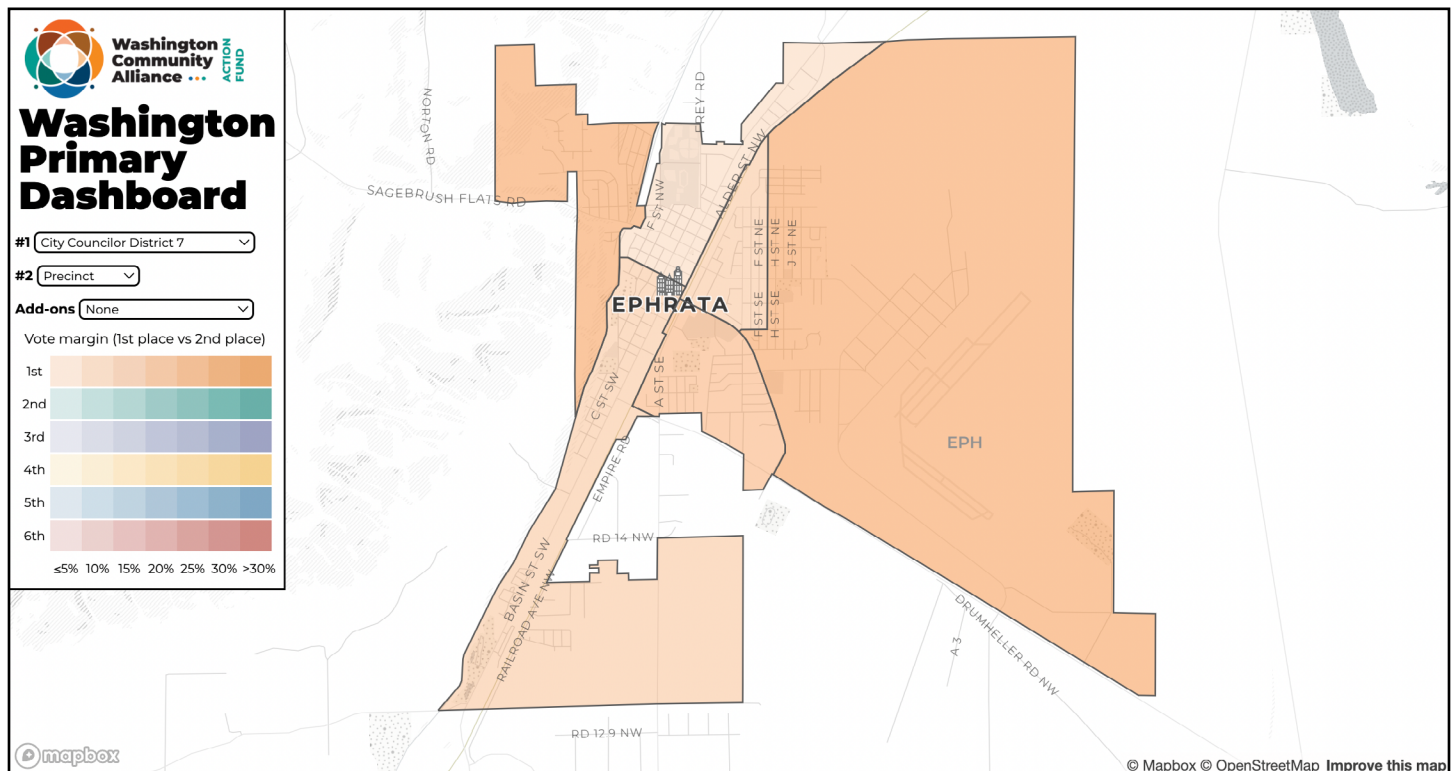 Washington
Community
Alliance
ACTION
FUND
Washington
Primary
Dashboard
#1 City Councilor District 7
#2 Precinct
Add-ons None
Vote margin (1st place vs 2nd place)
1st
2nd
3rd
4th
5th
6th
≤5% 10% 15% 20% 25% 30% >30%
mapbox
NORTON RD
SAGEBRUSH FLATS RD
FREY RD
F ST NW
ALDER ST NW
F ST NE
H ST NE
J ST NE
EPHRATA
F ST SE
H ST SE
A ST SE
C ST SW
EMPIRE RD
EPH
RD 14 NW
BASIN ST SW
RAILROAD AVE NW
DRUMHELLER RD NW
A 3
RD 12.9 NW
© Mapbox © OpenStreetMap Improve this map